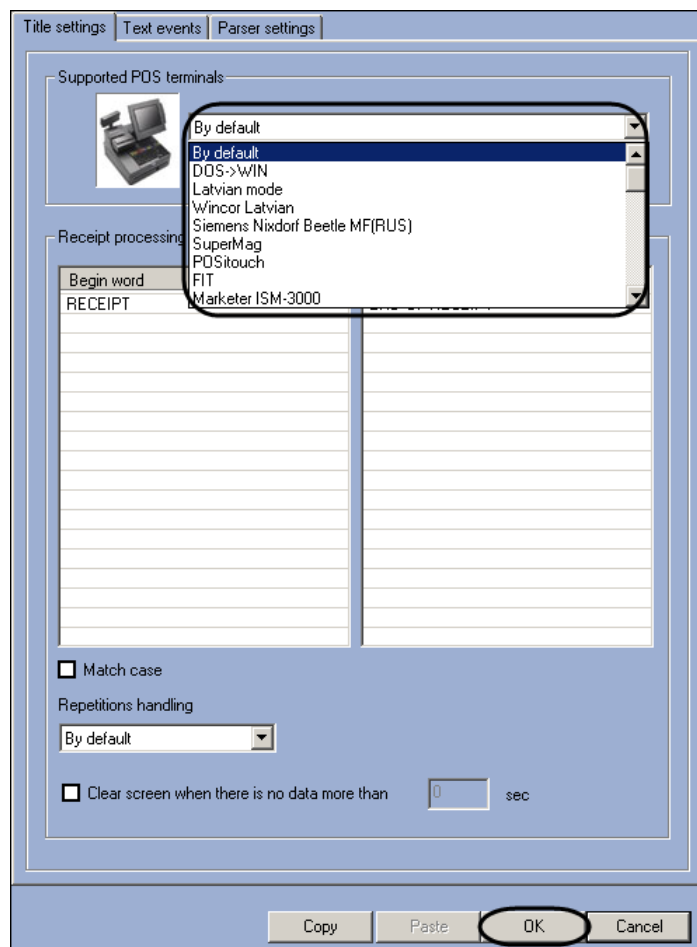 Title settings
Text events
Parser settings
Supported POS terminals
By default
By default
DOS->WIN
Latvian mode
Wincor Latvian
Siemens Nixdorf Beetle MF(RUS)
SuperMag
POSitouch
FIT
Marketer ISM-3000
Receipt processing
Begin word
RECEIPT
Match case
Repetitions handling
By default
Clear screen when there is no data more than 0 sec
Copy
Paste
OK
Cancel